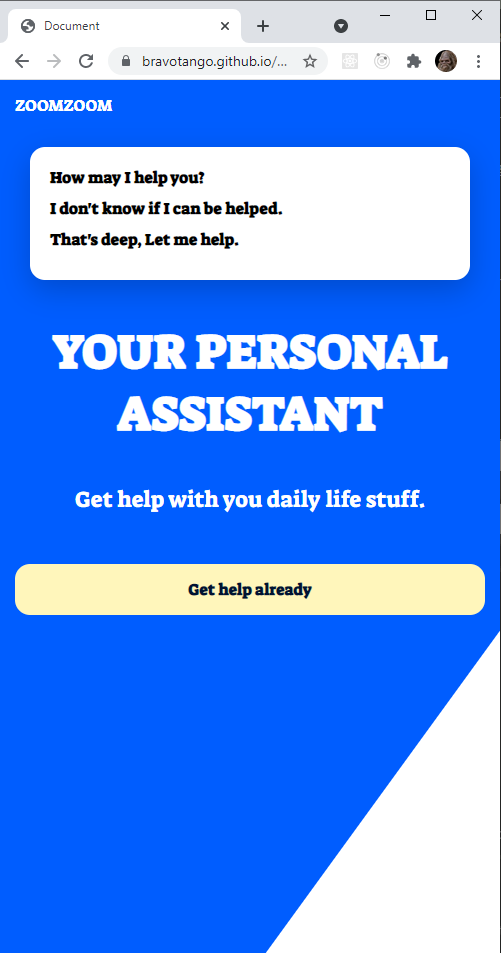 Document
bravotango.github.io/...
ZOOMZOOM
How may I help you?
I don't know if I can be helped.
That's deep, Let me help.
YOUR PERSONAL
ASSISTANT
Get help with you daily life stuff.
Get help already